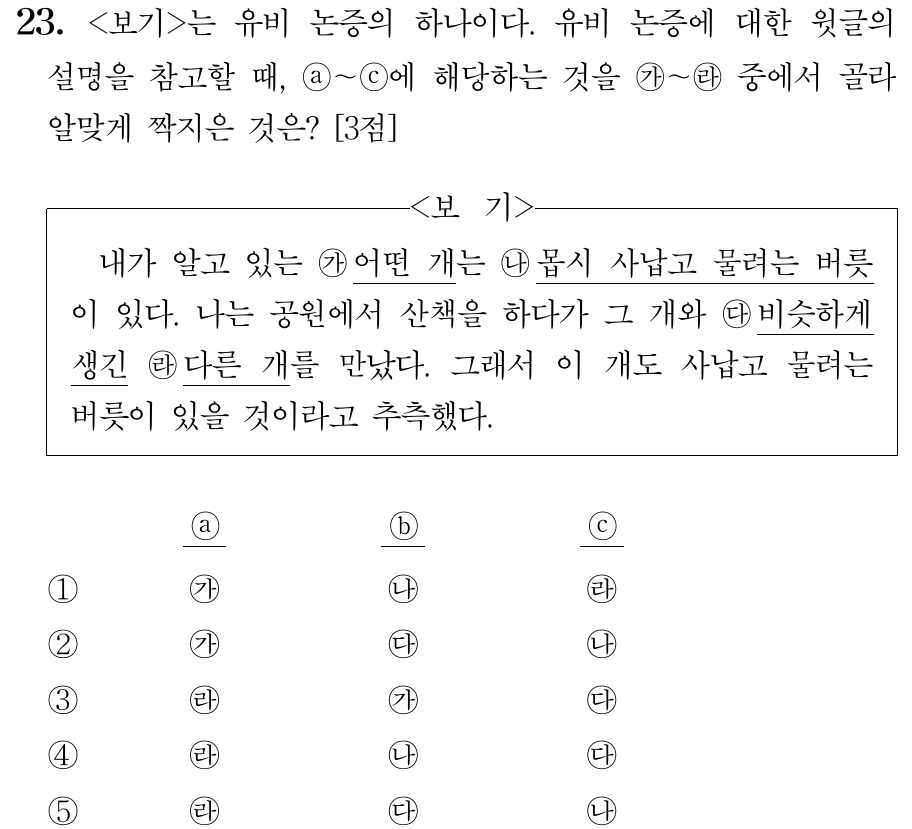 23. <보기>는 유비 논증의 하나이다. 유비 논증에 대한 윗글의
설명을 참고할 때, ⓐ~ⓒ에 해당하는 것을 ㉮~㉱ 중에서 골라
알맞게 짝지은 것은? [3점]
<보 기>
내가 알고 있는 ㉮어떤 개는 ㉯몹시 사납고 물려는 버릇
이 있다. 나는 공원에서 산책을 하다가 그 개와 ㉰비슷하게
생긴 ㉱다른 개를 만났다. 그래서 이 개도 사납고 물려는
버릇이 있을 것이라고 추측했다.
ⓐ ⓑ ⓒ
① ㉮ ㉯ ㉱
② ㉮ ㉰ ㉯
③ ㉱ ㉮ ㉰
④ ㉱ ㉯ ㉰
⑤ ㉱ ㉰ ㉯